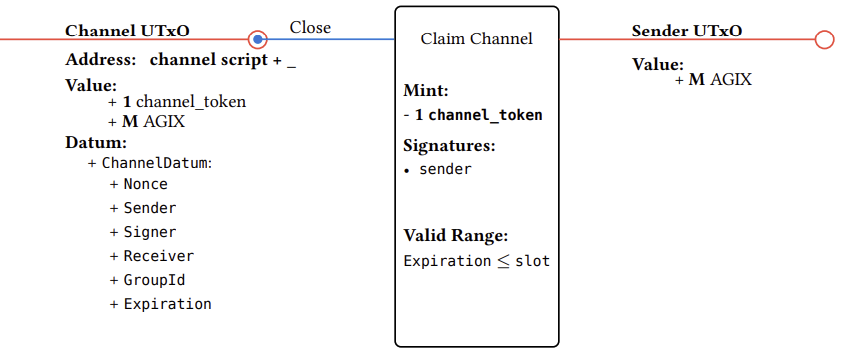 Channel UTxO
Address: channel script + _
Value:
+ 1 channel_token
+ M AGIX
Datum:
+ ChannelDatum:
+ Nonce
+ Sender
+ Signer
+ Receiver
+ GroupId
+ Expiration
Close
Claim Channel
Mint:
- 1 channel_token
Signatures:
• sender
Valid Range:
Expiration ≤ slot
Sender UTxO
Value:
+ M AGIX